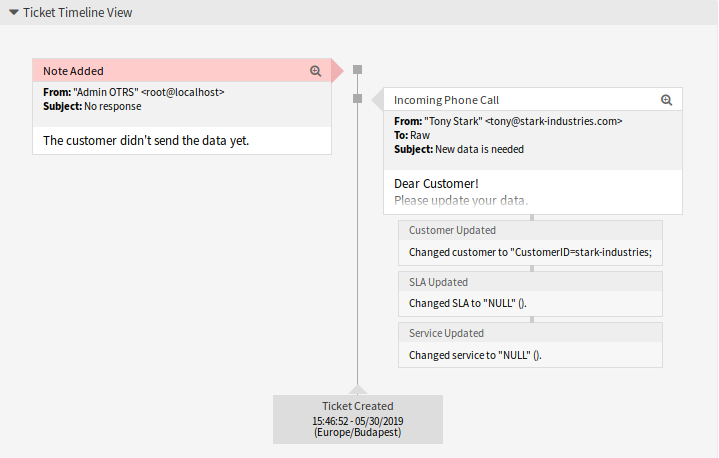 Ticket Timeline View
Note Added
From: "Admin OTRS" <root@localhost>
Subject: No response
The customer didn't send the data yet.
Incoming Phone Call
From: "Tony Stark" <tony@stark-industries.com>
To: Raw
Subject: New data is needed
Dear Customer!
Please update your data.
Customer Updated
Changed customer to "CustomerID=stark-industries;
SLA Updated
Changed SLA to "NULL" ().
Service Updated
Changed service to "NULL" ().
Ticket Created
15:46:52 - 05/30/2019
(Europe/Budapest)